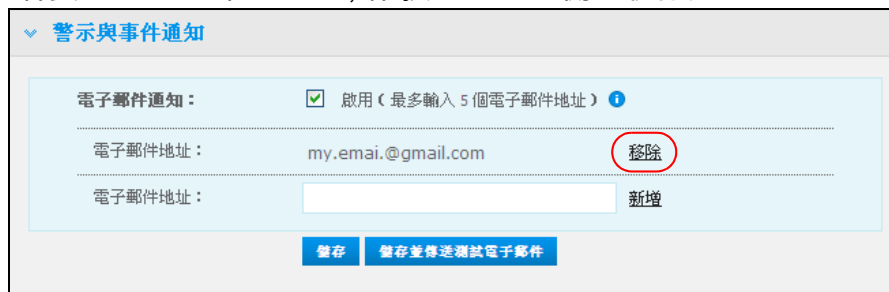 警示與事件通知
電子郵件通知： 啟用（最多輸入 5 個電子郵件地址）
電子郵件地址： my.emai.@gmail.com 移除
電子郵件地址： 新增
儲存 儲存並傳送測試電子郵件